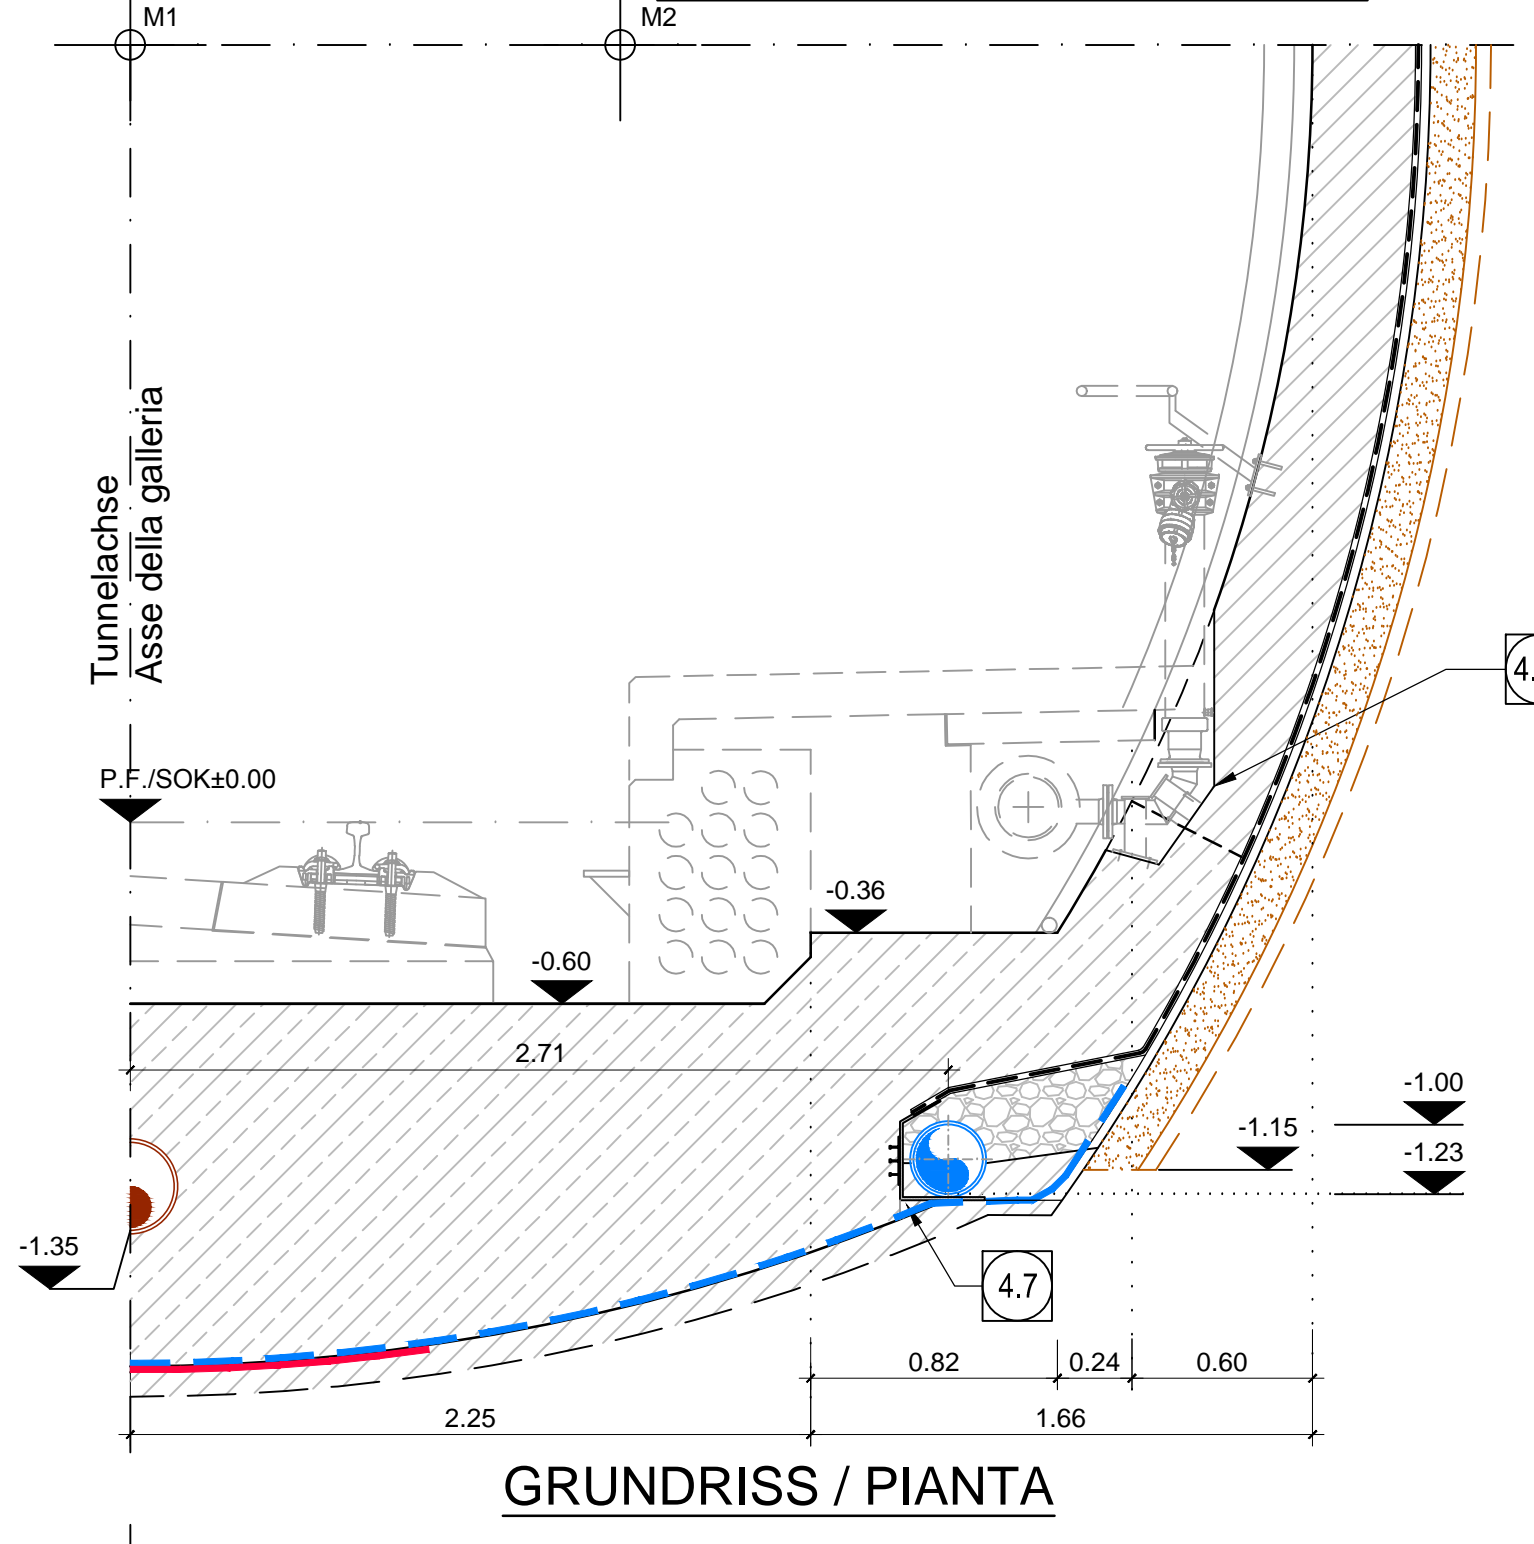 M1
M2
Tunnelachse
Asse della galleria
P.F./SOK±0.00
-0.36
-0.60
2.71
-1.00
-1.15
-1.23
-1.35
4.7
0.82
0.24
0.60
2.25
1.66
GRUNDRISS / PIANTA